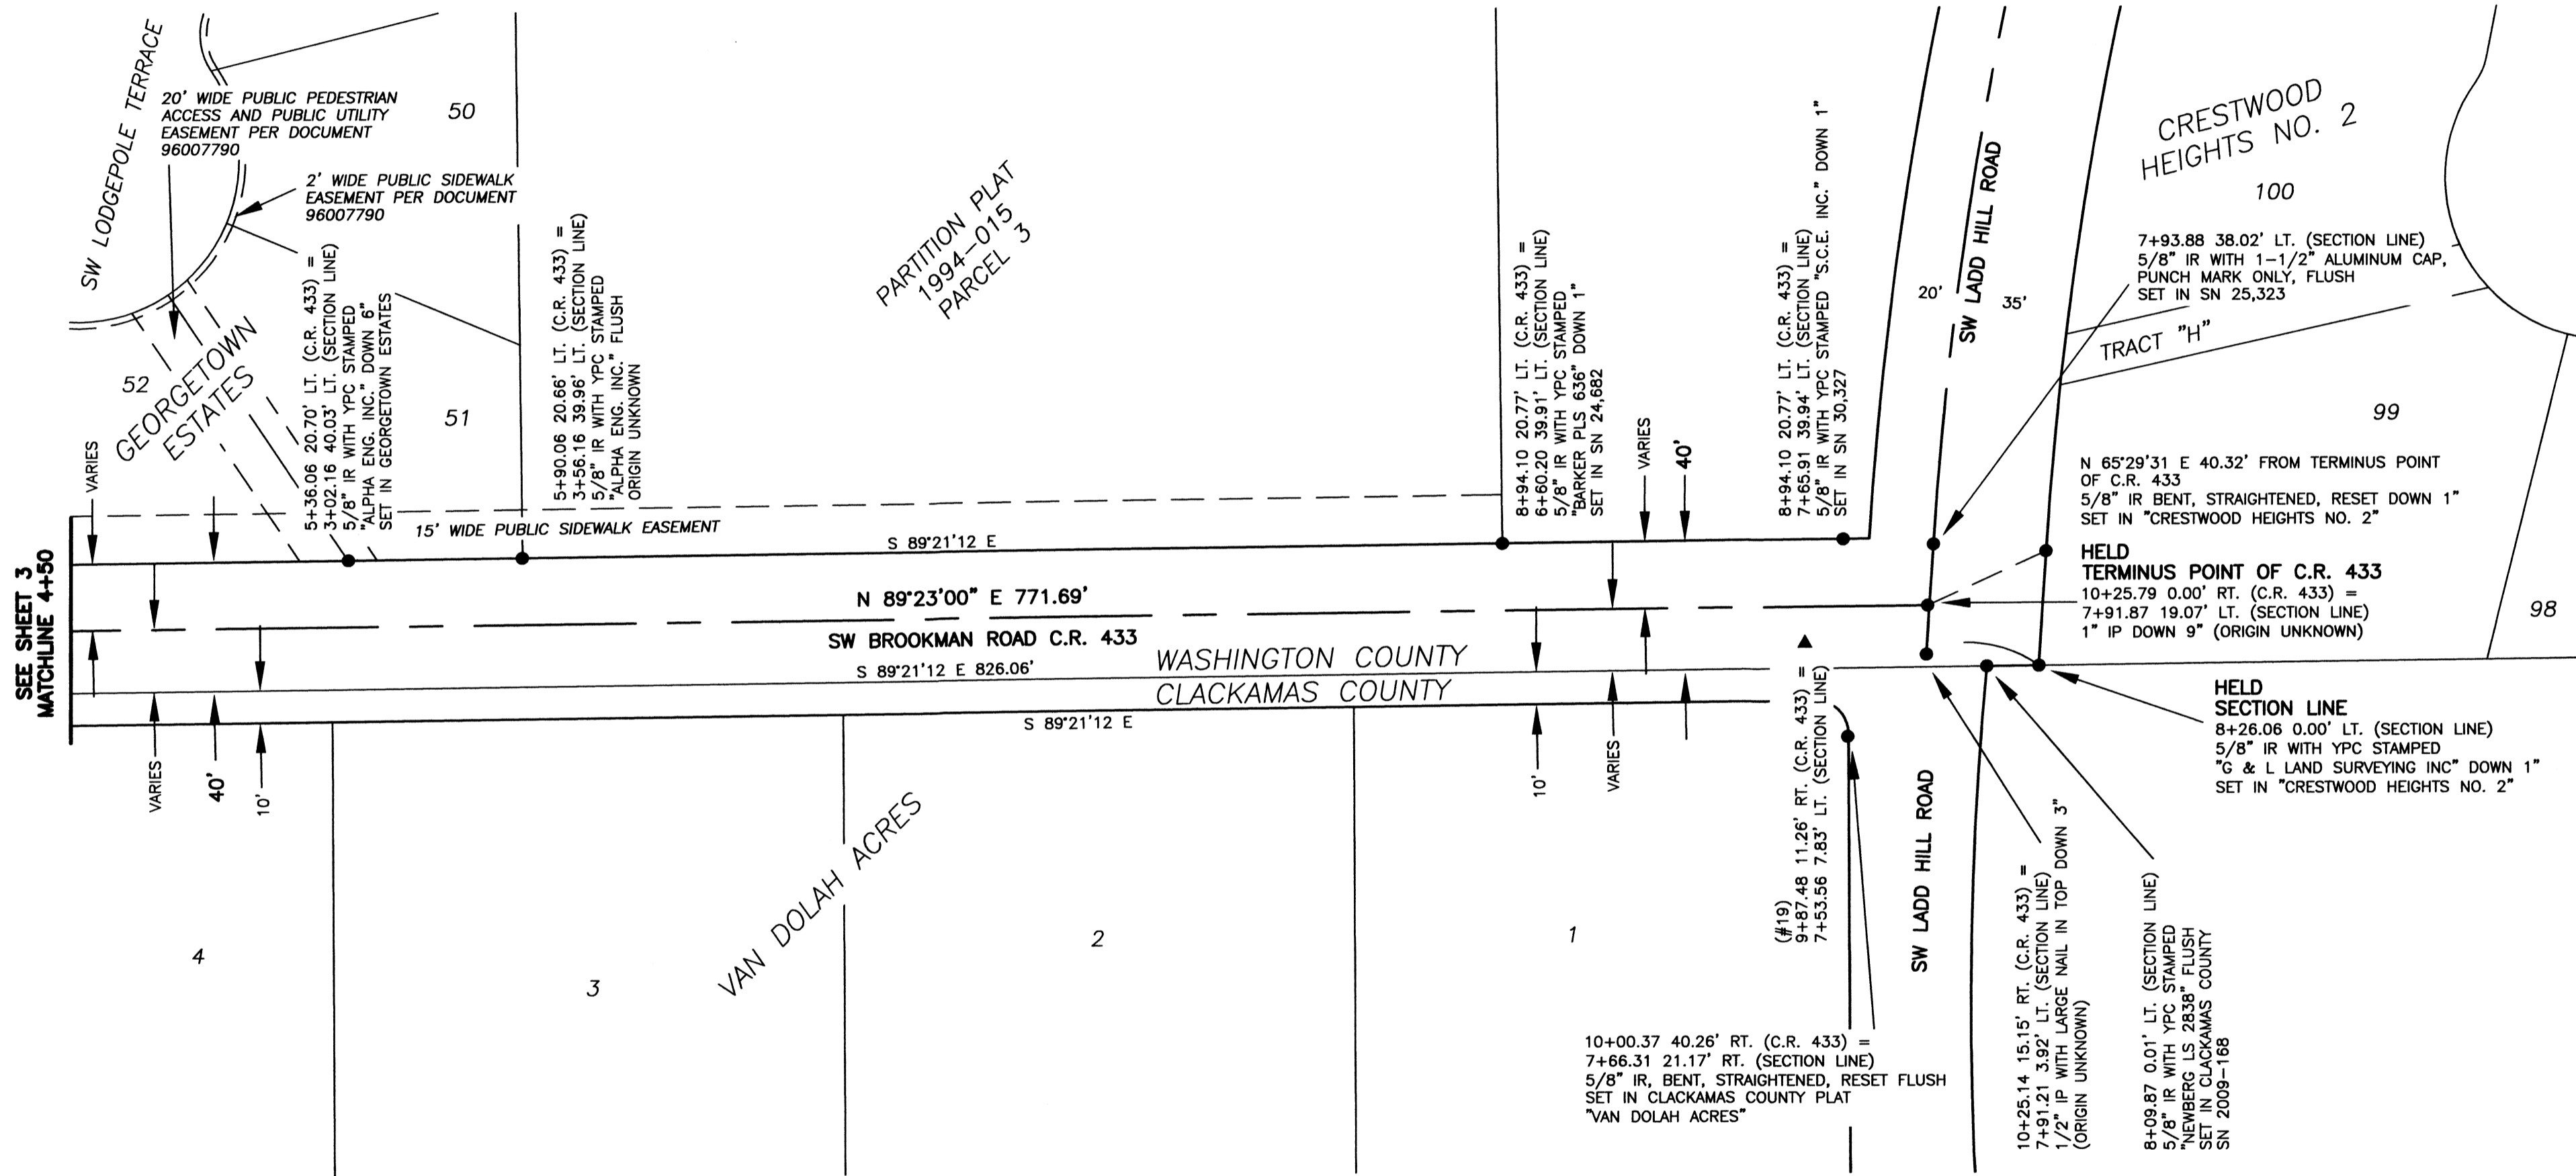 SW LODGEPOLE TERRACE
20' WIDE PUBLIC PEDESTRIAN
ACCESS AND PUBLIC UTILITY
EASEMENT PER DOCUMENT
96007790
50
2' WIDE PUBLIC SIDEWALK
EASEMENT PER DOCUMENT
96007790
52
GEORGETOWN
ESTATES
51
5+36.06 20.70' LT. (C.R. 433) =
3+02.16 40.03' LT. (SECTION LINE)
5/8" IR WITH YPC STAMPED
"ALPHA ENG. INC." DOWN 6"
SET IN GEORGETOWN ESTATES
5+90.06 20.66' LT. (C.R. 433) =
3+56.16 39.96' LT. (SECTION LINE)
5/8" IR WITH YPC STAMPED
"ALPHA ENG. INC." FLUSH
ORIGIN UNKNOWN
PARTITION PLAT
1994-015
PARCEL 3
8+94.10 20.77' LT. (C.R. 433) =
6+60.20 39.91' LT. (SECTION LINE)
5/8" IR WITH YPC STAMPED
"BARKER PLS 636" DOWN 1"
SET IN SN 24,682
VARIES
40'
8+94.10 20.77' LT. (C.R. 433) =
7+65.91 39.94' LT. (SECTION LINE)
5/8" IR WITH YPC STAMPED "S.C.E. INC." DOWN 1"
SET IN SN 30,327
20'
SW LADD HILL ROAD
35'
CRESTWOOD
HEIGHTS NO. 2
100
7+93.88 38.02' LT. (SECTION LINE)
5/8" IR WITH 1-1/2" ALUMINUM CAP,
PUNCH MARK ONLY, FLUSH
SET IN SN 25,323
TRACT "H"
99
N 65°29'31 E 40.32' FROM TERMINUS POINT
OF C.R. 433
5/8" IR BENT, STRAIGHTENED, RESET DOWN 1"
SET IN "CRESTWOOD HEIGHTS NO. 2"
HELD
TERMINUS POINT OF C.R. 433
10+25.79 0.00' RT. (C.R. 433) =
7+91.87 19.07' LT. (SECTION LINE)
1" IP DOWN 9" (ORIGIN UNKNOWN)
98
VARIES
15' WIDE PUBLIC SIDEWALK EASEMENT
S 89°21'12 E
SEE SHEET 3
MATCHLINE 4+50
N 89°23'00" E 771.69'
SW BROOKMAN ROAD C.R. 433
S 89°21'12 E 826.06'
WASHINGTON COUNTY
CLACKAMAS COUNTY
S 89°21'12 E
VARIES
40'
10'
10'
VARIES
HELD
SECTION LINE
8+26.06 0.00' LT. (SECTION LINE)
5/8" IR WITH YPC STAMPED
"G & L LAND SURVEYING INC" DOWN 1"
SET IN "CRESTWOOD HEIGHTS NO. 2"
(#19)
9+87.48 11.26' RT. (C.R. 433) =
7+53.56 7.83' LT. (SECTION LINE)
SW LADD HILL ROAD
VAN DOLAH ACRES
4
3
2
1
10+00.37 40.26' RT. (C.R. 433) =
7+66.31 21.17' RT. (SECTION LINE)
5/8" IR, BENT, STRAIGHTENED, RESET FLUSH
SET IN CLACKAMAS COUNTY PLAT
"VAN DOLAH ACRES"
10+25.14 15.15' RT. (C.R. 433) =
7+91.21 3.92' LT. (SECTION LINE)
1/2" IP WITH LARGE NAIL IN TOP DOWN 3"
(ORIGIN UNKNOWN)
8+09.87 0.01' LT. (SECTION LINE)
5/8" IR WITH YPC STAMPED
"NEWBERG LS 2838" FLUSH
SET IN CLACKAMAS COUNTY
SN 2009-168